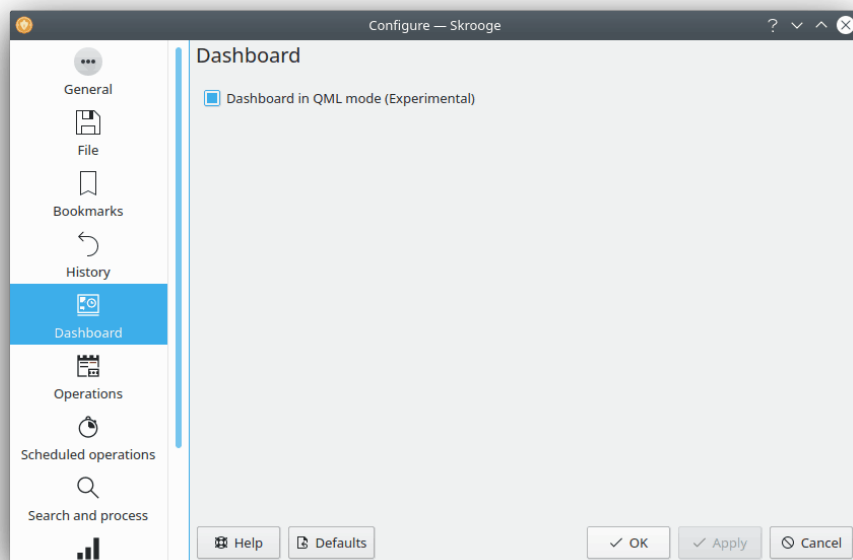 Configure — Skrooge
General
File
Bookmarks
History
Dashboard
Operations
Scheduled operations
Search and process
Dashboard
Dashboard in QML mode (Experimental)
Help
Defaults
OK
Apply
Cancel